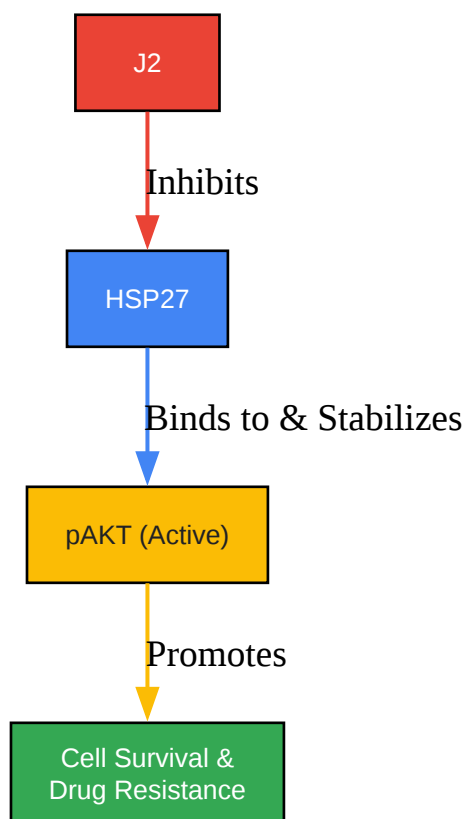 J2
Inhibits
HSP27
Binds to & Stabilizes
pAKT (Active)
Promotes
Cell Survival &
Drug Resistance